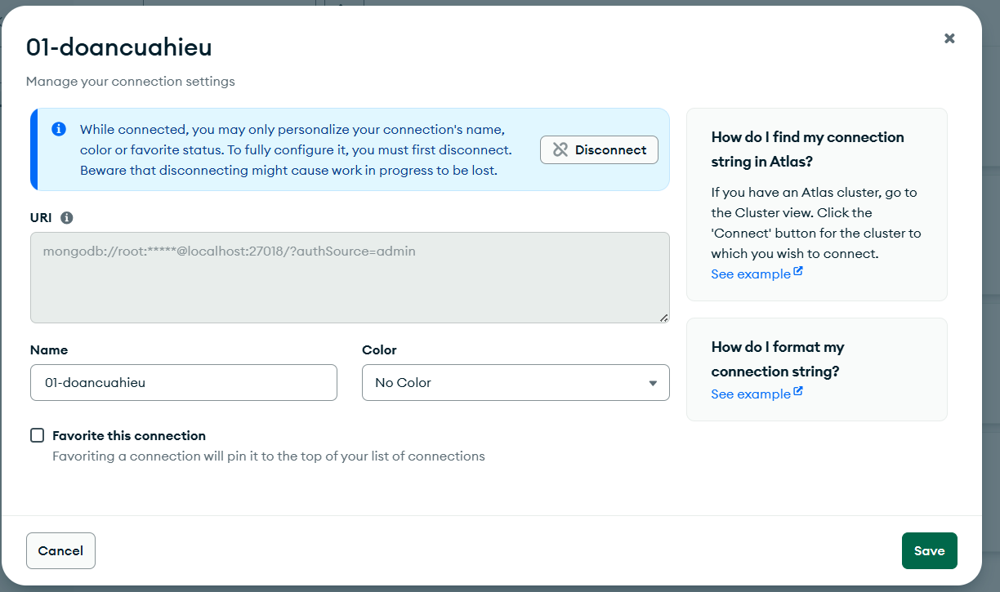 01-doancuahieu
Manage your connection settings
While connected, you may only personalize your connection's name,
color or favorite status. To fully configure it, you must first disconnect.
Beware that disconnecting might cause work in progress to be lost.
Disconnect
URI
mongodb://root:*****@localhost:27018/?authSource=admin
Name
Color
01-doancuahieu
No Color
Favorite this connection
Favoriting a connection will pin it to the top of your list of connections
How do I find my connection
string in Atlas?
If you have an Atlas cluster, go to
the Cluster view. Click the
'Connect' button for the cluster to
which you wish to connect.
See example
How do I format my
connection string?
See example
Cancel
Save